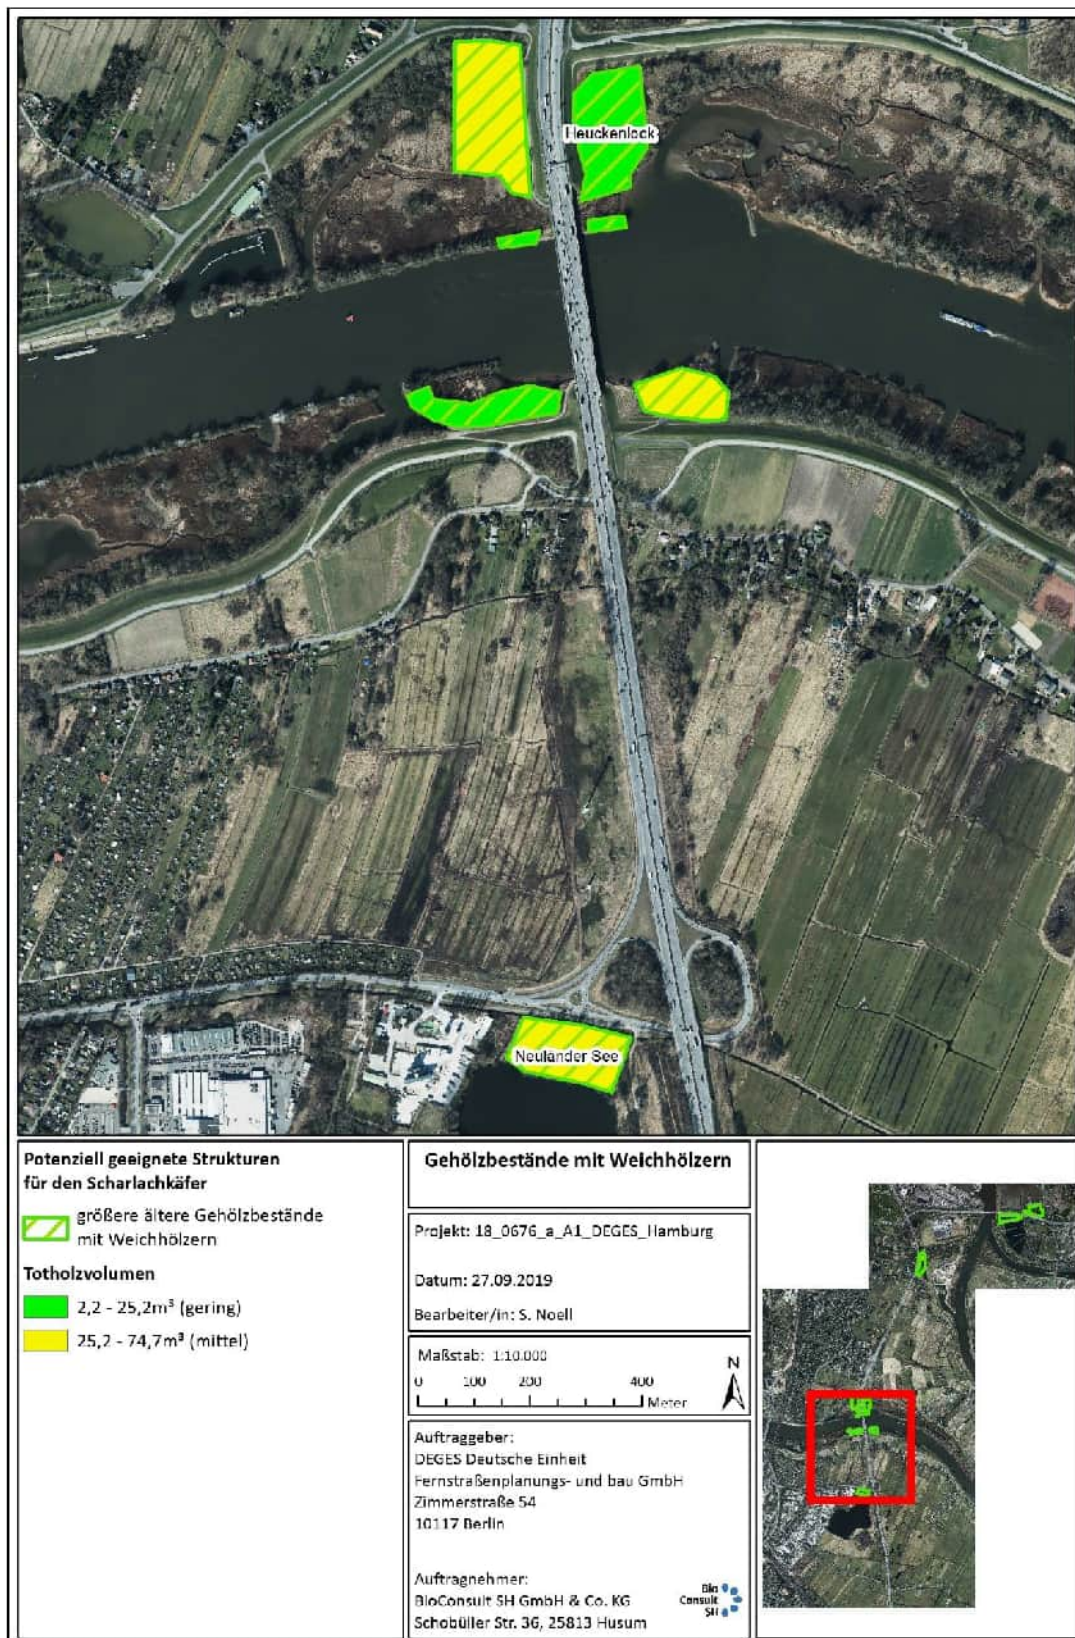 Heuckenlock
Neuländer See
Potenziell geeignete Strukturen
für den Scharlachkäfer
größere ältere Gehölzbestände
mit Weichhölzern
Totholzvolumen
2,2 - 25,2m³ (gering)
25,2 - 74,7m³ (mittel)
Gehölzbestände mit Weichhölzern
Projekt: 18_0676_a_A1_DEGES_Hamburg
Datum: 27.09.2019
Bearbeiter/in: S. Noell
Maßstab: 1:10.000
0 100 200 400
Meter
N
Auftraggeber:
DEGES Deutsche Einheit
Fernstraßenplanungs- und bau GmbH
Zimmerstraße 54
10117 Berlin
Auftragnehmer:
BioConsult SH GmbH & Co. KG
Schobüller Str. 36, 25813 Husum
Bio
Consult
SH